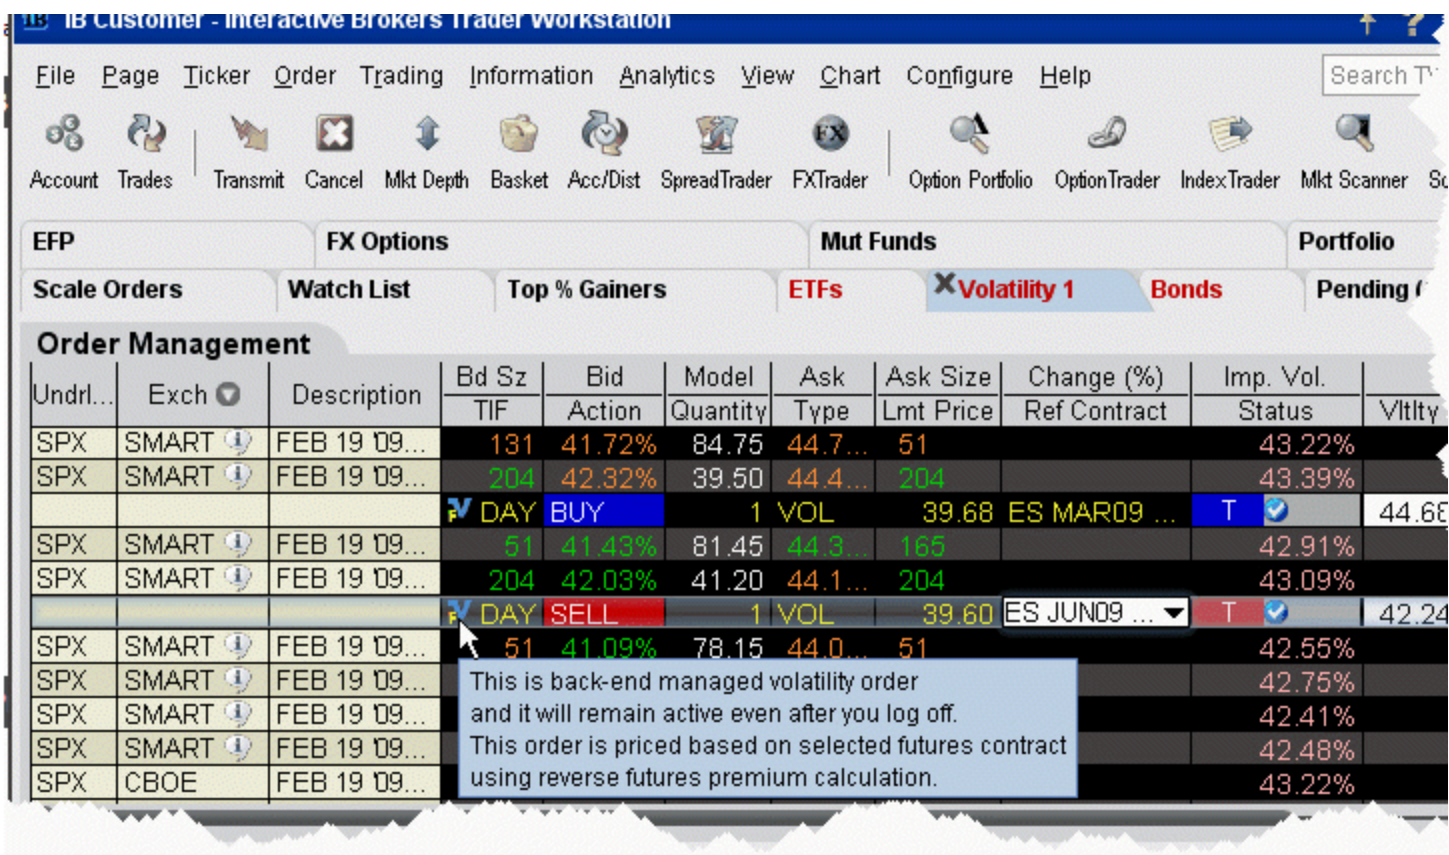 IB IB Customer - Interactive Brokers Trader Workstation ?
File Page Ticker Order Trading Information Analytics View Chart Configure Help Search
FX
Account Trades Transmit Cancel Mkt Depth Basket Acc/Dist SpreadTrader FXTrader Option Portfolio OptionTrader IndexTrader Mkt Scanner
EFP FX Options Mut Funds Portfolio
Scale Orders Watch List Top % Gainers ETFs Volatility 1 Bonds Pending
Order Management
Undrl... Exch Description Bd Sz Bid Model Ask Ask Size Change (%) Imp. Vol.
TIF Action Quantity Type Lmt Price Ref Contract Status Vltlty
SPX SMART FEB 19 '09... 131 41.72% 84.75 44.7... 51 43.22%
SPX SMART FEB 19 '09... 204 42.32% 39.50 44.4... 204 43.39%
F V DAY BUY 1 VOL 39.68 ES MAR09 ... T 44.68
SPX SMART FEB 19 '09... 51 41.43% 81.45 44.3... 165 42.91%
SPX SMART FEB 19 '09... 204 42.03% 41.20 44.1... 204 43.09%
F V DAY SELL 1 VOL 39.60 ES JUN09 ... T 42.24
SPX SMART FEB 19 '09... 51 41.09% 78.15 44.0... 51 42.55%
SPX SMART FEB 19 '09... 42.75%
SPX SMART FEB 19 '09... 42.41%
SPX SMART FEB 19 '09... 42.48%
SPX CBOE FEB 19 '09... 43.22%
This is back-end managed volatility order
and it will remain active even after you log off.
This order is priced based on selected futures contract
using reverse futures premium calculation.